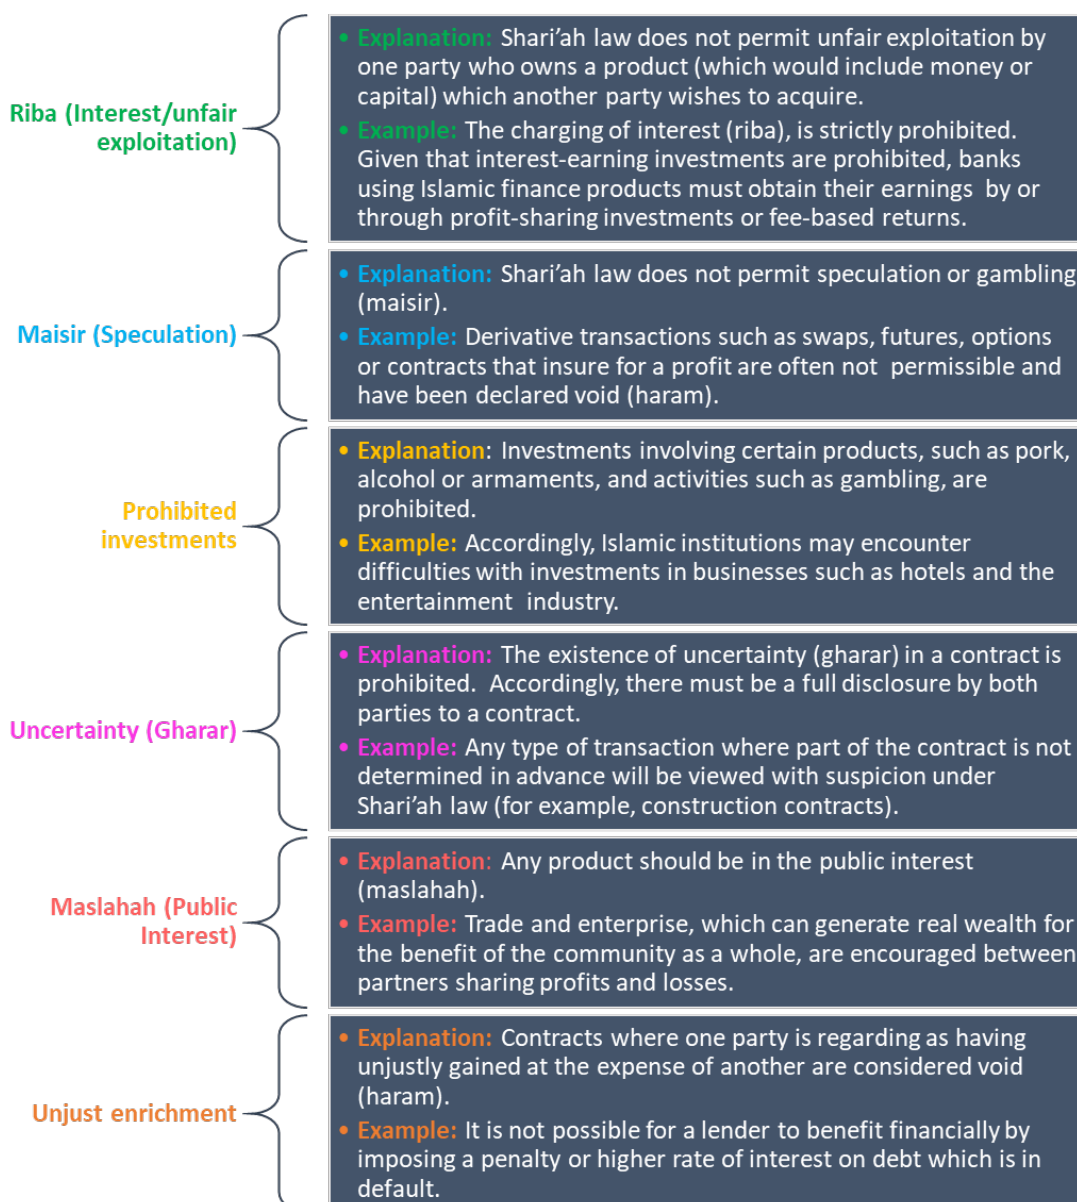 Riba (Interest/unfair
exploitation)
• Explanation: Shari’ah law does not permit unfair exploitation by
one party who owns a product (which would include money or
capital) which another party wishes to acquire.
• Example: The charging of interest (riba), is strictly prohibited.
Given that interest-earning investments are prohibited, banks
using Islamic finance products must obtain their earnings by or
through profit-sharing investments or fee-based returns.
Maisir (Speculation)
• Explanation: Shari’ah law does not permit speculation or gambling
(maisir).
• Example: Derivative transactions such as swaps, futures, options
or contracts that insure for a profit are often not permissible and
have been declared void (haram).
Prohibited
investments
• Explanation: Investments involving certain products, such as pork,
alcohol or armaments, and activities such as gambling, are
prohibited.
• Example: Accordingly, Islamic institutions may encounter
difficulties with investments in businesses such as hotels and the
entertainment industry.
Uncertainty (Gharar)
• Explanation: The existence of uncertainty (gharar) in a contract is
prohibited. Accordingly, there must be a full disclosure by both
parties to a contract.
• Example: Any type of transaction where part of the contract is not
determined in advance will be viewed with suspicion under
Shari’ah law (for example, construction contracts).
Maslahah (Public
Interest)
• Explanation: Any product should be in the public interest
(maslahah).
• Example: Trade and enterprise, which can generate real wealth for
the benefit of the community as a whole, are encouraged between
partners sharing profits and losses.
Unjust enrichment
• Explanation: Contracts where one party is regarding as having
unjustly gained at the expense of another are considered void
(haram).
• Example: It is not possible for a lender to benefit financially by
imposing a penalty or higher rate of interest on debt which is in
default.